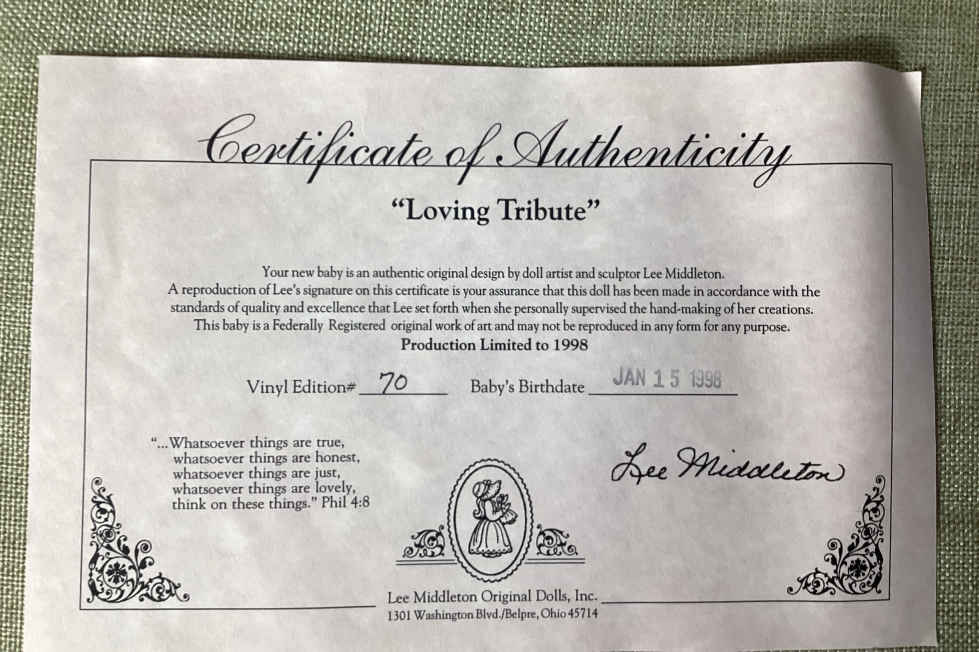 Certificate of Authenticity
“Loving Tribute”
Your new baby is an authentic original design by doll artist and sculptor Lee Middleton.
A reproduction of Lee's signature on this certificate is your assurance that this doll has been made in accordance with the
standards of quality and excellence that Lee set forth when she personally supervised the hand-making of her creations.
This baby is a Federally Registered original work of art and may not be reproduced in any form for any purpose.
Production Limited to 1998
Vinyl Edition# 70 Baby's Birthdate JAN 15 1998
“...Whatsoever things are true,
whatsoever things are honest,
whatsoever things are just,
whatsoever things are lovely,
think on these things.” Phil 4:8
Lee Middleton
Lee Middleton Original Dolls, Inc.
1301 Washington Blvd./Belpre, Ohio 45714